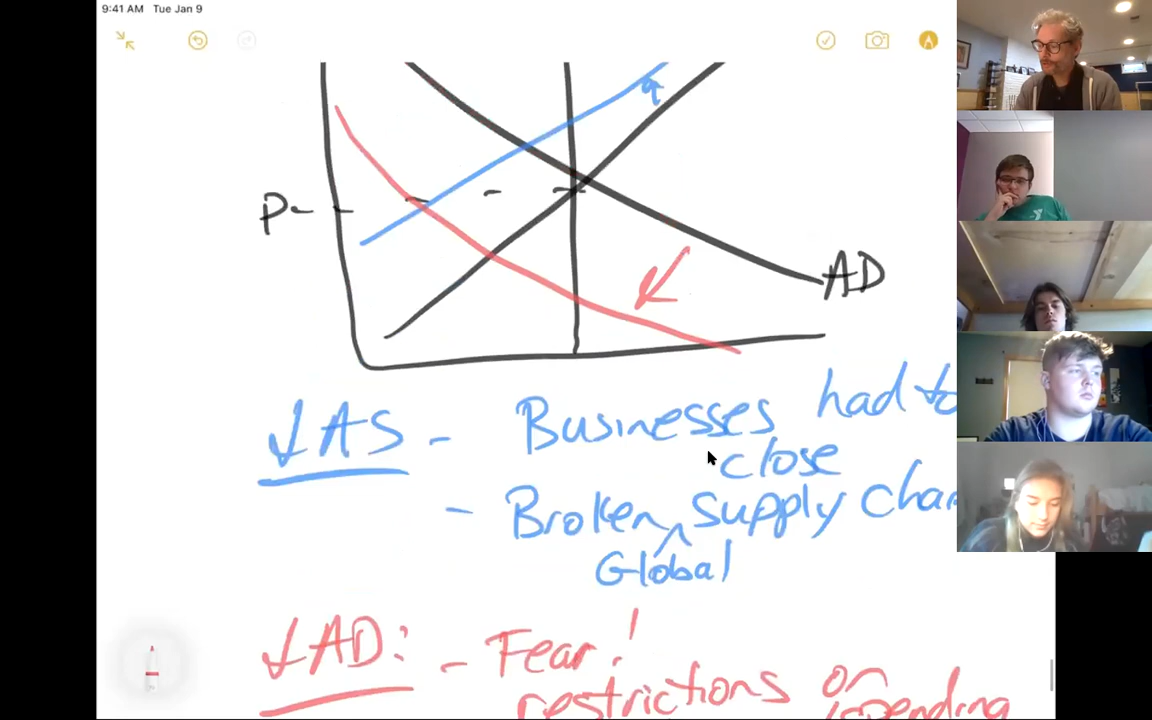 9:41 AM Tue Jan 9
P
AD
↓AS - Businesses had to
close
- Broken ^ supply
Global
↓AD: - Fear!
restrictions on
spending